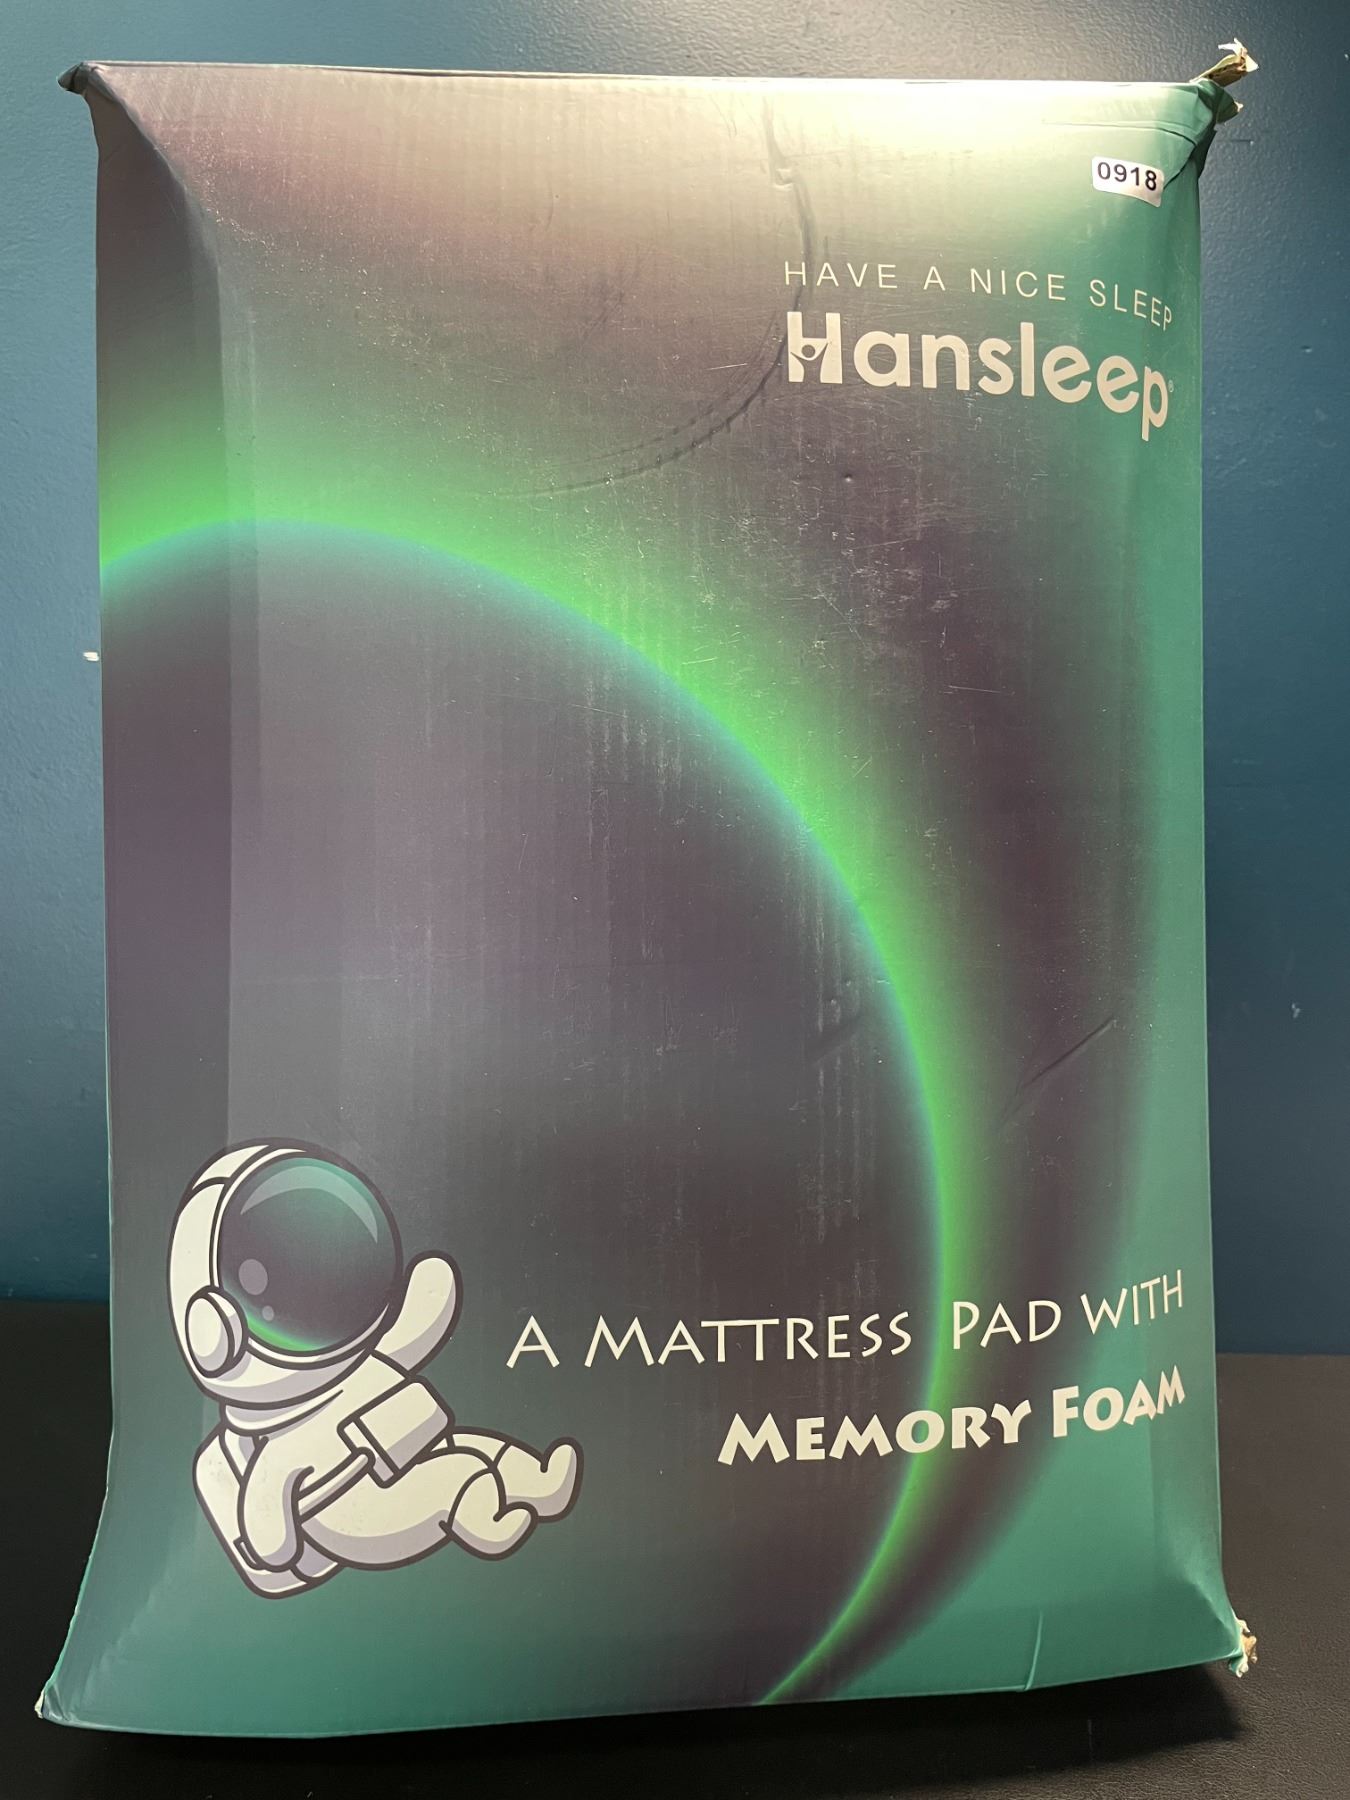 0918
HAVE A NICE SLEEP
Hansleep®
A MATTRESS PAD WITH
MEMORY FOAM